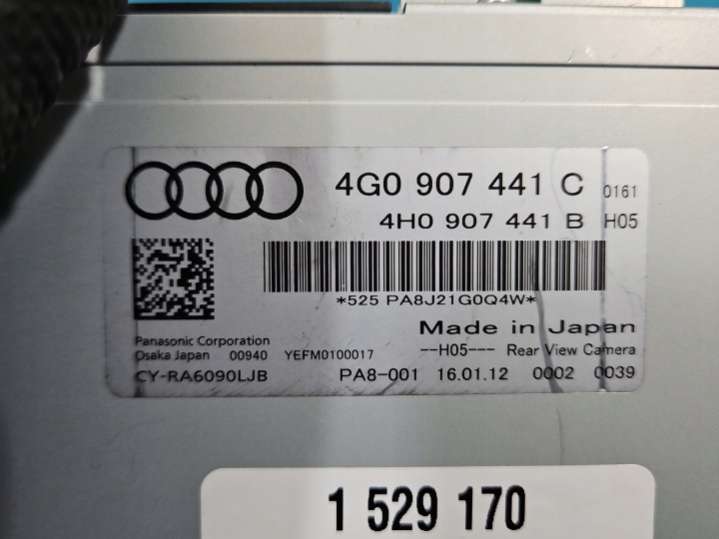 4G0 907 441 C 0161
4H0 907 441 B H05
*525 PA8J21G0Q4W*
Made in Japan
Panasonic Corporation
Osaka Japan 00940 YEFM0100017 --H05--- Rear View Camera
CY-RA6090LJB PA8-001 16.01.12 0002 0039
1 529 170